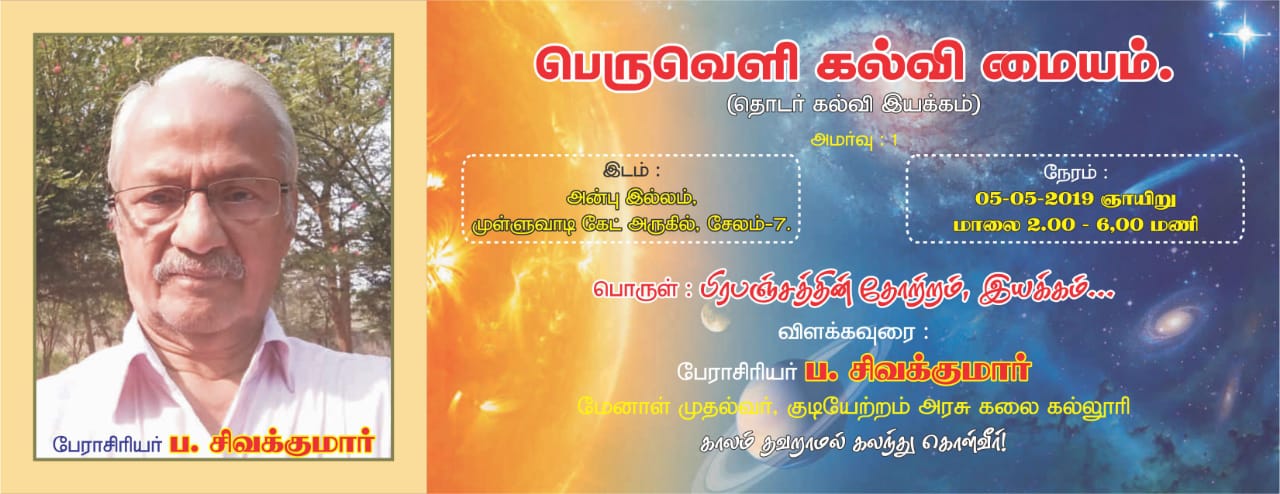 பேராசிரியர் ப. சிவக்குமார்
பெருவெளி கல்வி மையம்.
(தொடர் கல்வி இயக்கம்)
அமர்வு : 1
இடம் :
அன்பு இல்லம்,
முள்ளுவாடி கேட் அருகில், சேலம்-7.
நேரம் :
05-05-2019 ஞாயிறு
மாலை 2.00 - 6,00 மணி
பொருள் : பிரபஞ்சத்தின் தோற்றம், இயக்கம்...
விளக்கவுரை :
பேராசிரியர் ப. சிவக்குமார்
மேனாள் முதல்வர், குடியேற்றம் அரசு கலை கல்லூரி
காலம் தவறாமல் கலந்து கொள்வீர்!